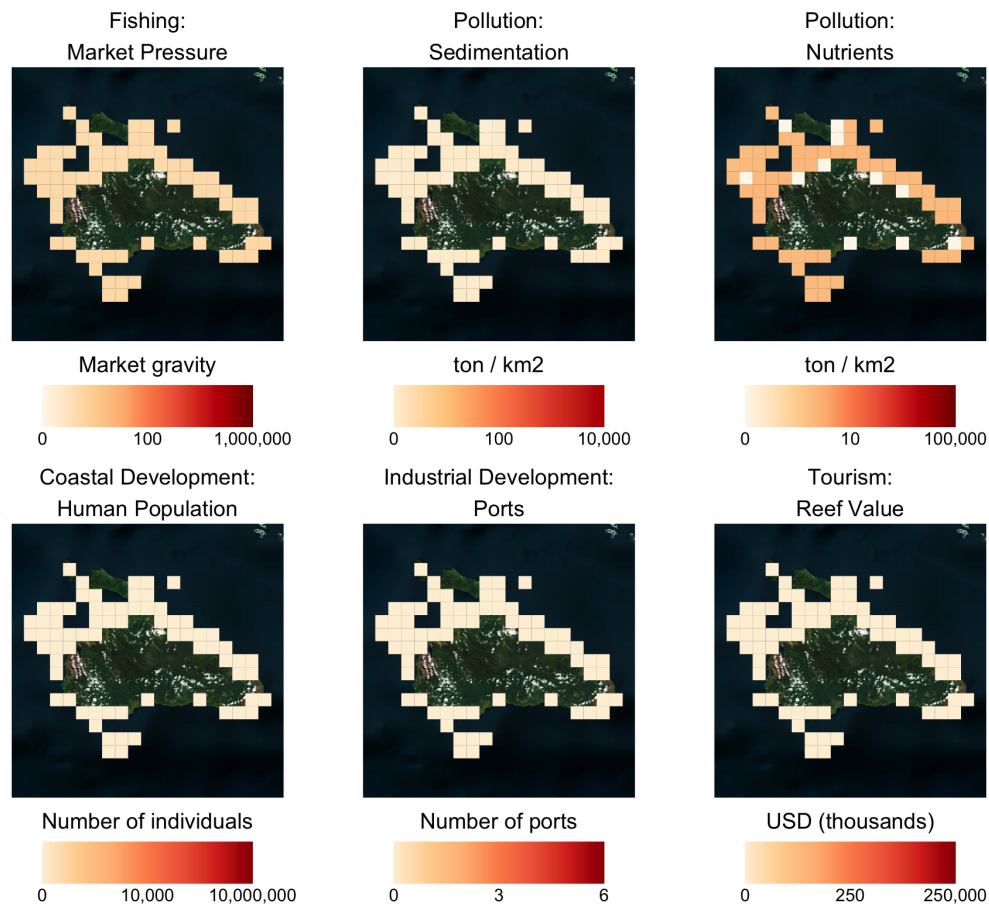 Fishing:
Market Pressure
Pollution:
Sedimentation
Pollution:
Nutrients
Market gravity
0 100 1,000,000
ton / km2
0 100 10,000
ton / km2
0 10 100,000
Coastal Development:
Human Population
Industrial Development:
Ports
Tourism:
Reef Value
Number of individuals
0 10,000 10,000,000
Number of ports
0 3 6
USD (thousands)
0 250 250,000